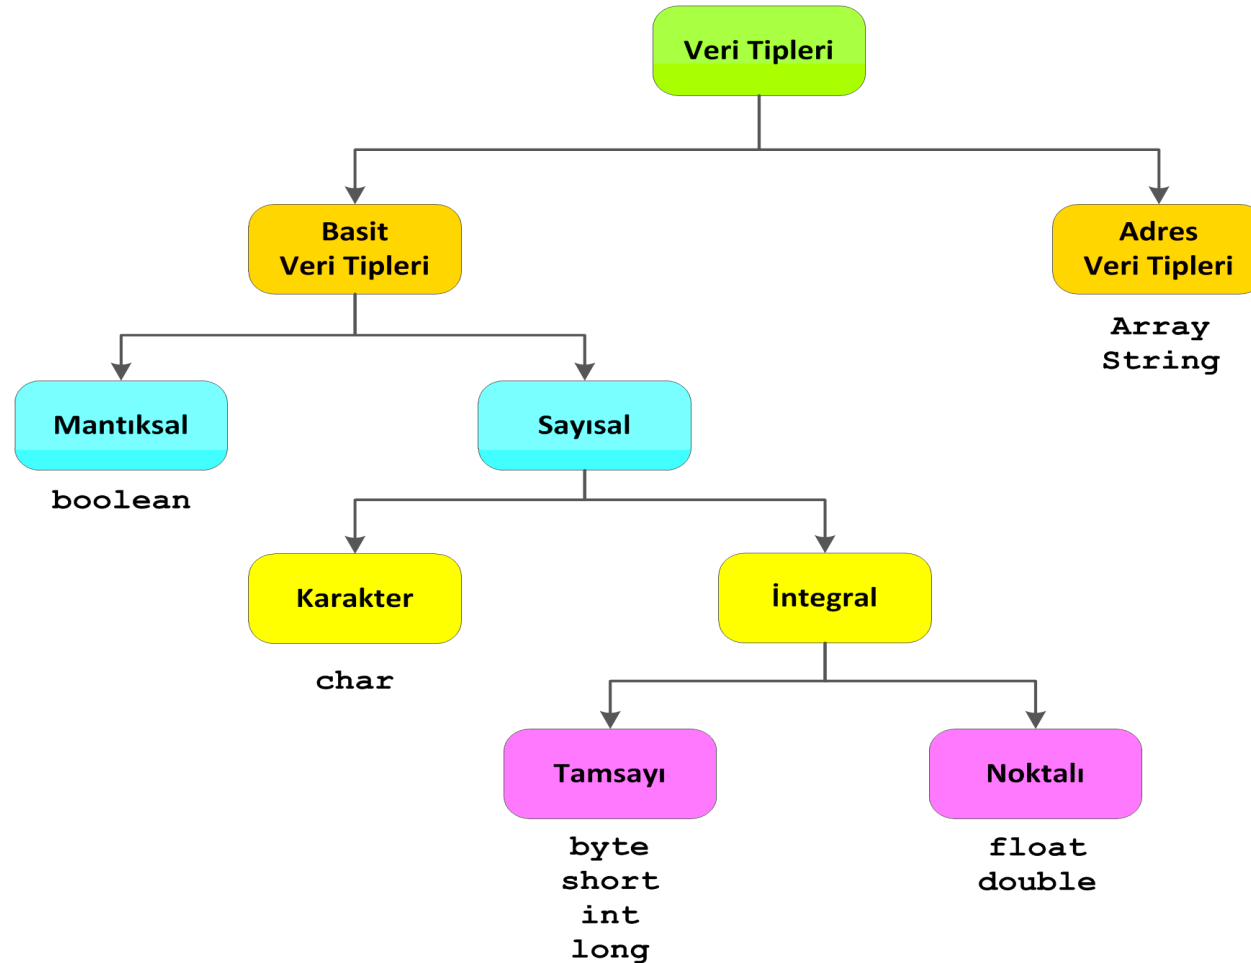 Veri Tipleri
Basit
Veri Tipleri
Adres
Veri Tipleri
Array
String
Mantıksal
Sayısal
boolean
Karakter
İntegral
char
Tamsayı
Noktalı
byte
short
int
long
float
double